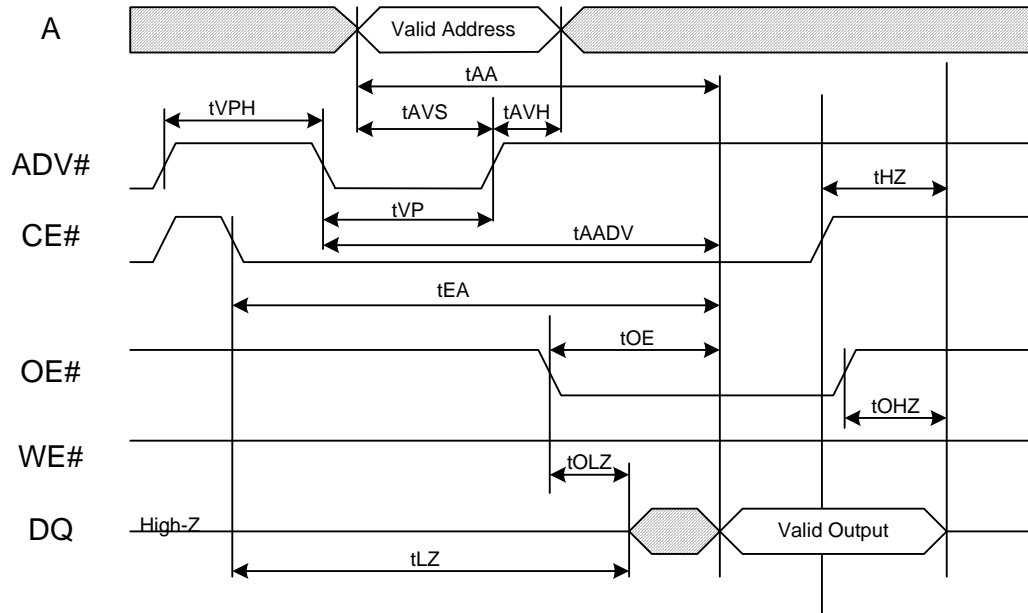 A
Valid Address
tAA
tVPH
tAVS
tAVH
ADV#
tHZ
tVP
CE#
tAADV
tEA
tOE
OE#
tOHZ
WE#
tOLZ
DQ
High-Z
Valid Output
tLZ